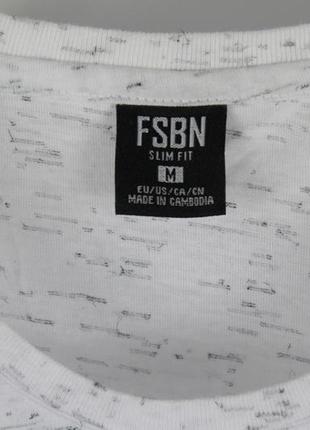 FSBN
SLIM FIT
M
EU/US/CA/CN
MADE IN CAMBODIA